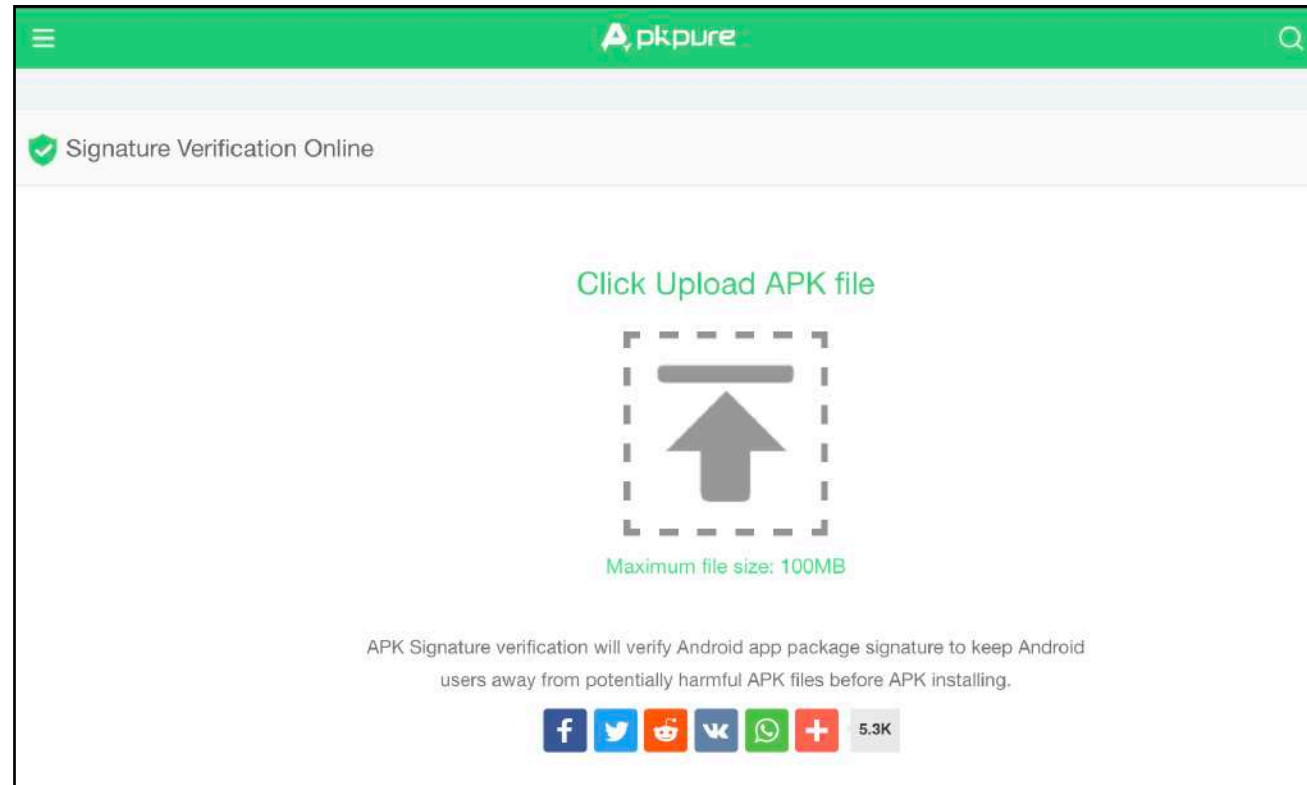 Apkpure
Signature Verification Online
Click Upload APK file
Maximum file size: 100MB
APK Signature verification will verify Android app package signature to keep Android
users away from potentially harmful APK files before APK installing.
5.3K